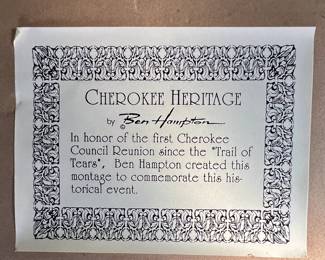 CHEROKEE HERITAGE
by Ben Hampton
©
In honor of the first Cherokee
Council Reunion since the "Trail of
Tears", Ben Hampton created this
montage to commemorate this his-
torical event.